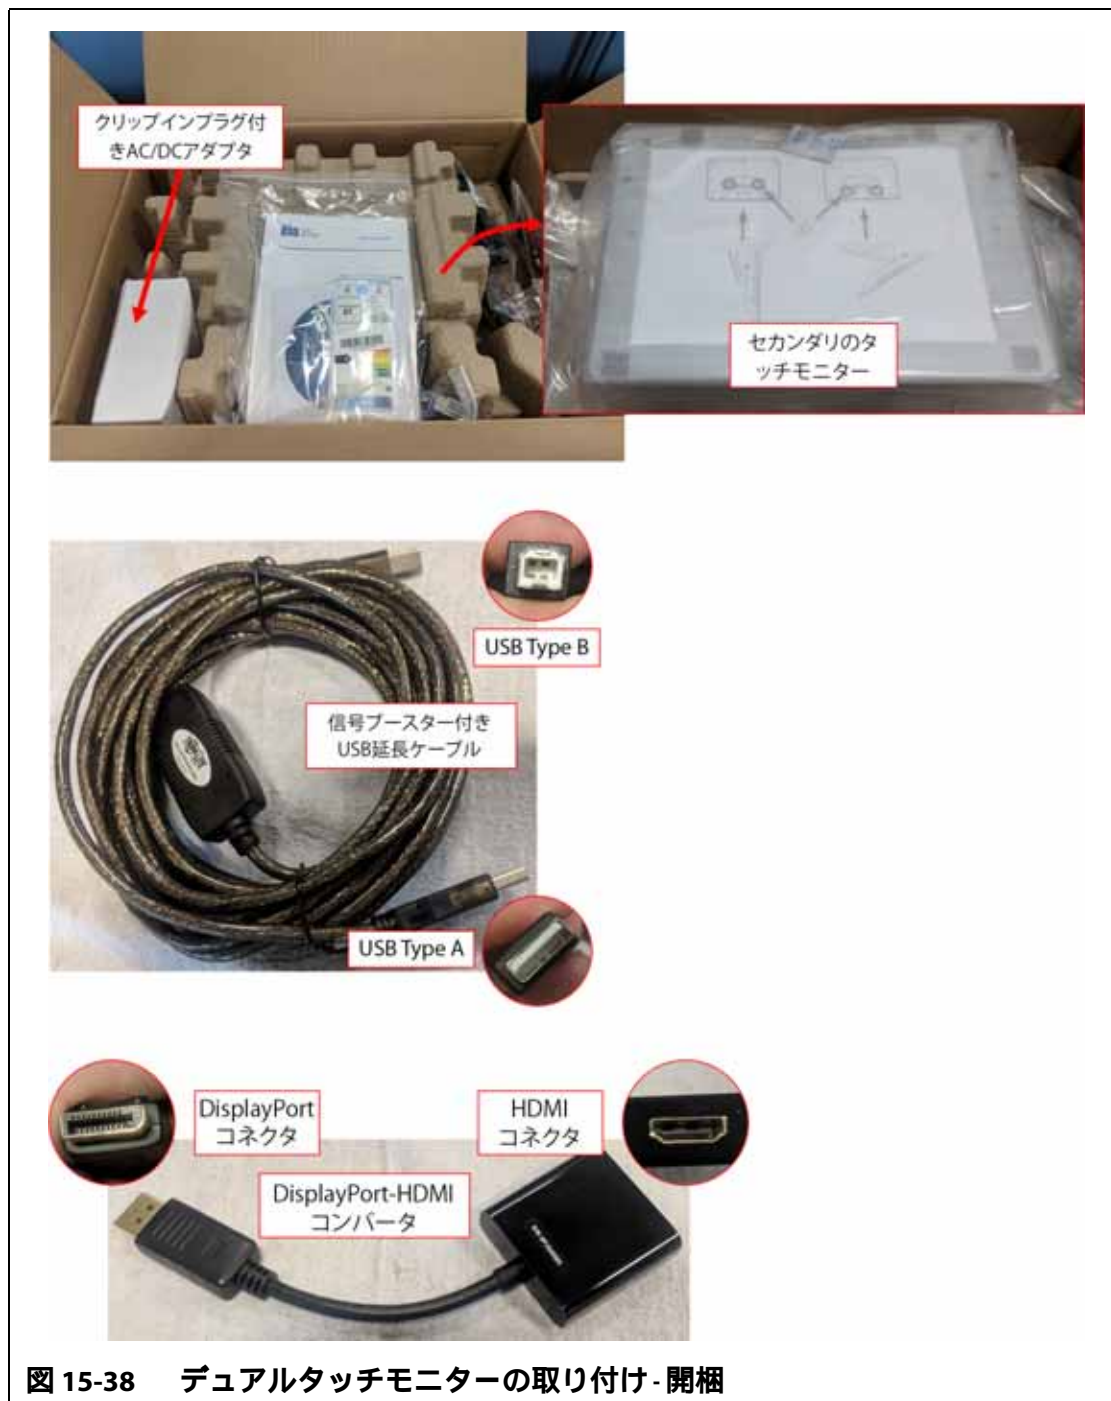 クリップインプラグ付
きAC/DCアダプタ
elo
セカンダリのタ
ッチモニター
USB Type B
信号ブースター付き
USB延長ケーブル
USB Type A
DisplayPort
コネクタ
HDMI
コネクタ
DisplayPort-HDMI
コンバータ
図 15-38 デュアルタッチモニターの取り付け - 開梱